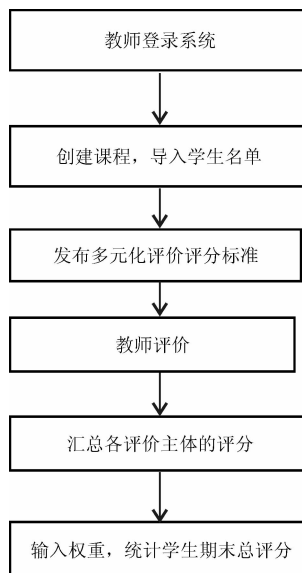 教师登录系统
创建课程，导入学生名单
发布多元化评价评分标准
教师评价
汇总各评价主体的评分
输入权重，统计学生期末总评分